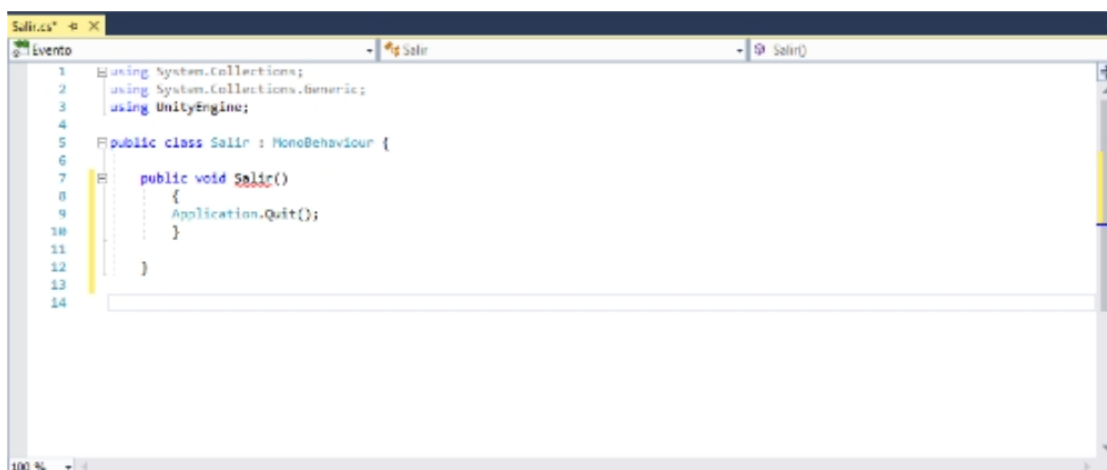 Salir.cs*
Evento Salir Salir()
1 using System.Collections;
2 using System.Collections.Generic;
3 using UnityEngine;
4
5 public class Salir : MonoBehaviour {
6
7 public void Salir()
8 {
9 Application.Quit();
10 }
11
12 }
13
14
100 %